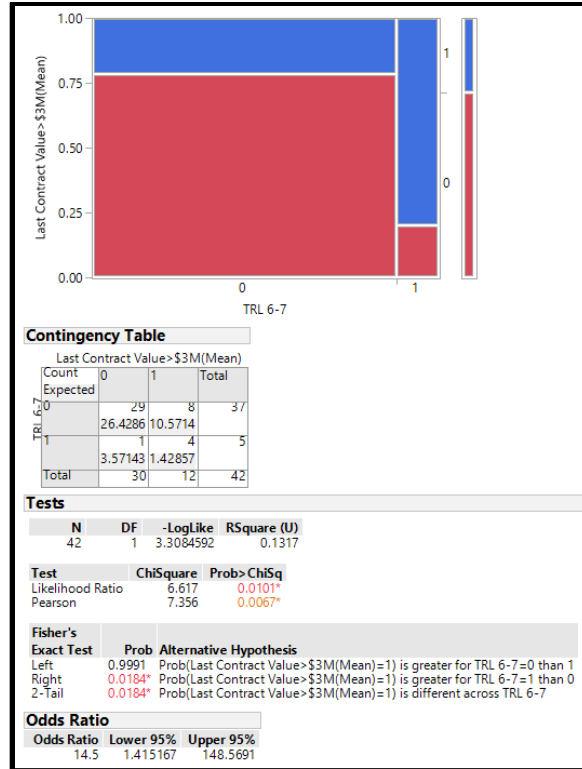 1.00
0.75
0.50
0.25
0.00
Last Contract Value>$3M(Mean)
1
0
0 1
TRL 6-7
Contingency Table
Last Contract Value>$3M(Mean)
Count 0 1 Total
Expected
TRL 6-7
0 29 8 37
26.4286 10.5714
1 1 4 5
3.57143 1.42857
Total 30 12 42
Tests
N DF -LogLike RSquare (U)
42 1 3.3084592 0.1317
Test ChiSquare Prob>ChiSq
Likelihood Ratio 6.617 0.0101*
Pearson 7.356 0.0067*
Fisher's
Exact Test Prob Alternative Hypothesis
Left 0.9991 Prob(Last Contract Value>$3M(Mean)=1) is greater for TRL 6-7=0 than 1
Right 0.0184* Prob(Last Contract Value>$3M(Mean)=1) is greater for TRL 6-7=1 than 0
2-Tail 0.0184* Prob(Last Contract Value>$3M(Mean)=1) is different across TRL 6-7
Odds Ratio
Odds Ratio Lower 95% Upper 95%
14.5 1.415167 148.5691